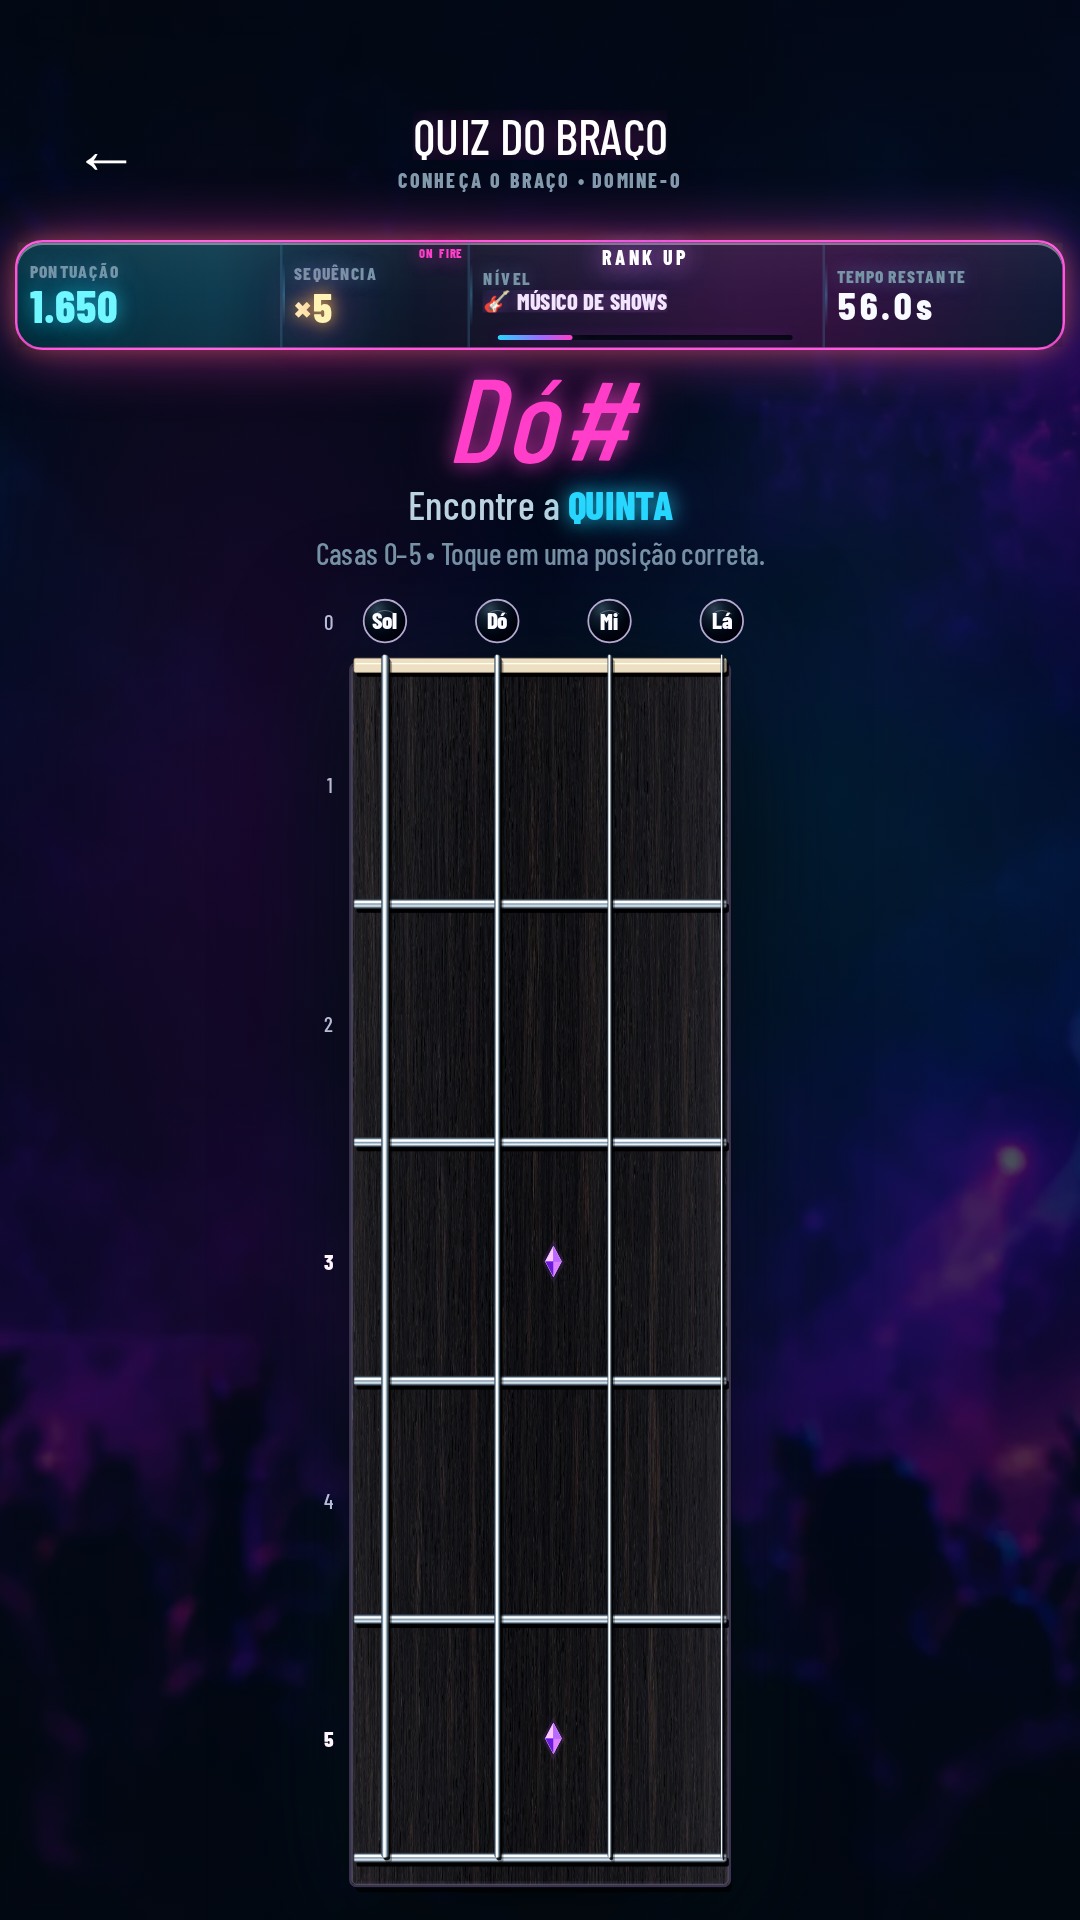 ←
QUIZ DO BRAÇO
CONHEÇA O BRAÇO • DOMINE-O
PONTUAÇÃO
1.650
SEQUÊNCIA
ON FIRE
×5
RANK UP
NÍVEL
🎸 MÚSICO DE SHOWS
TEMPO RESTANTE
56.0s
Dó#
Encontre a QUINTA
Casas 0–5 • Toque em uma posição correta.
0 Sol Dó Mi Lá
1
2
3
4
5